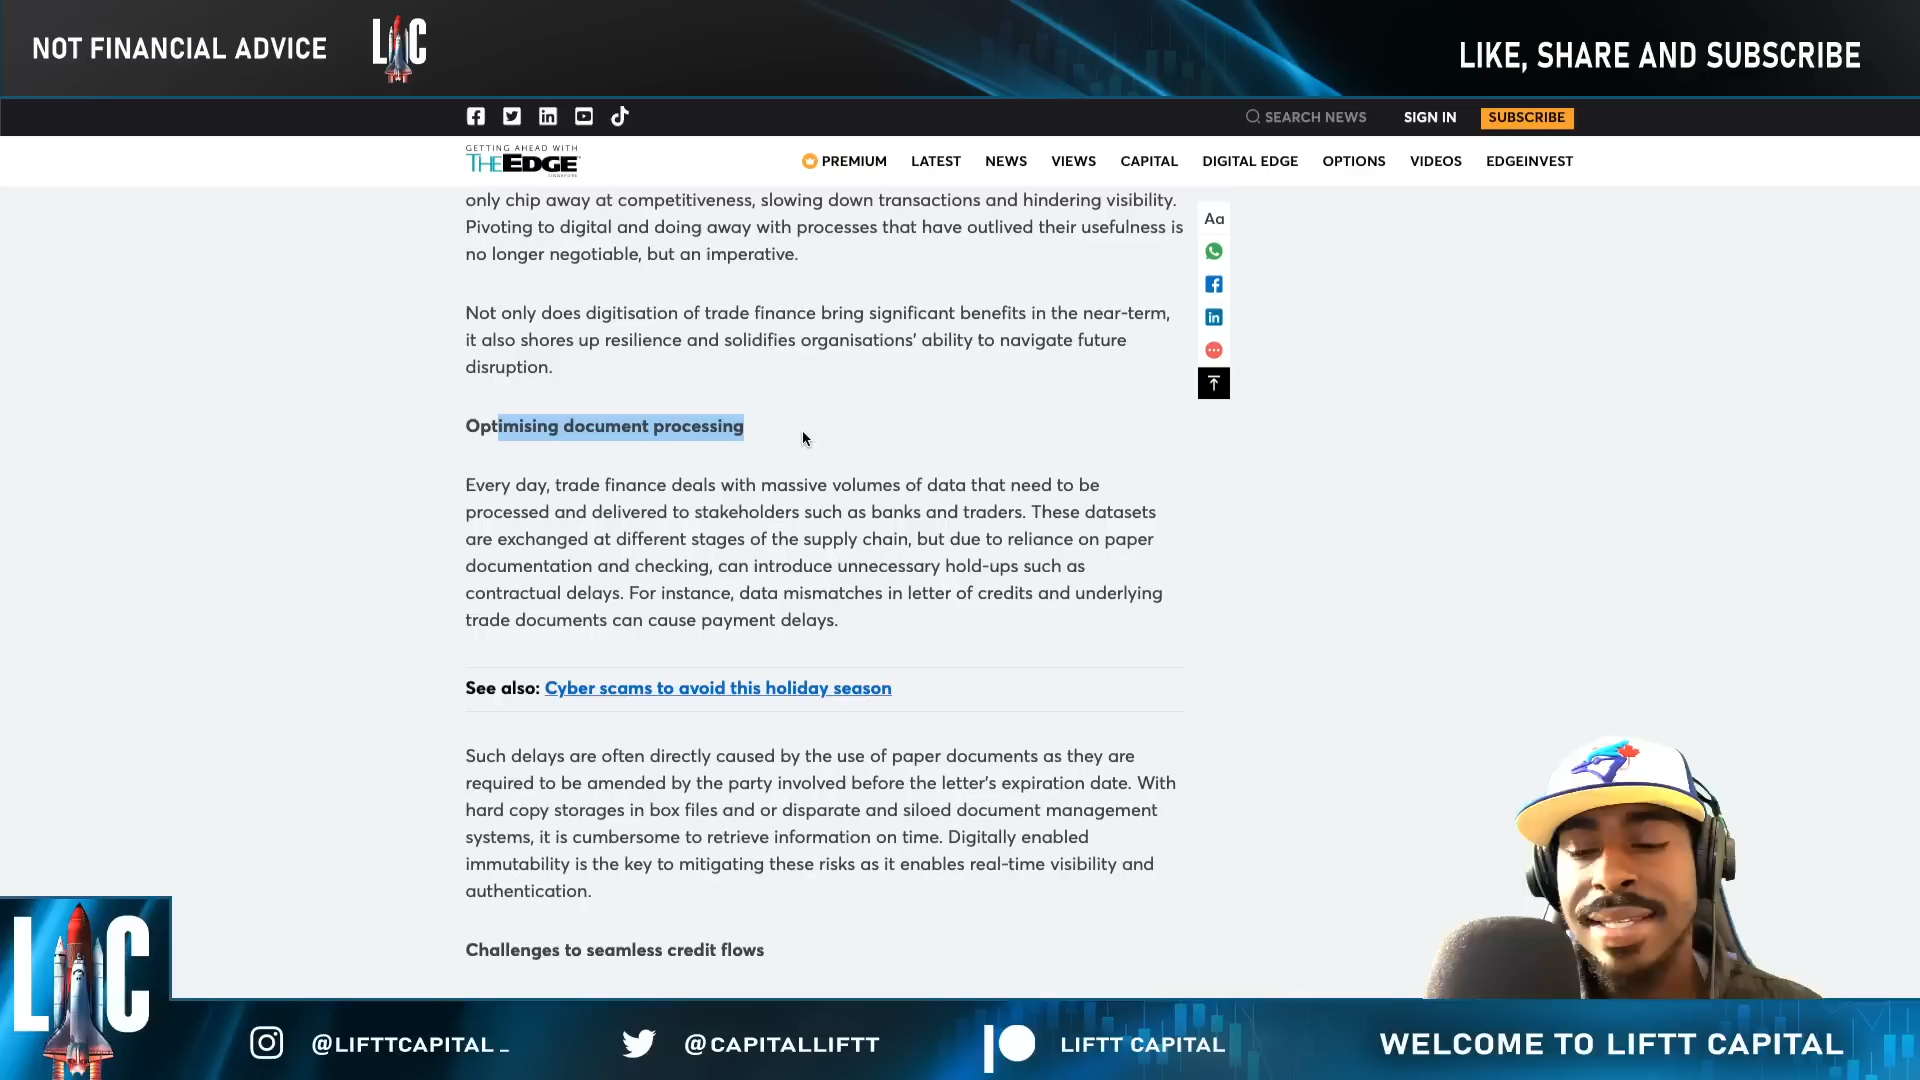 NOT FINANCIAL ADVICE
LC
LIKE, SHARE AND SUBSCRIBE
SEARCH NEWS
SIGN IN
SUBSCRIBE
GETTING AHEAD WITH
THEEDGE
SINGAPORE
PREMIUM
LATEST
NEWS
VIEWS
CAPITAL
DIGITAL EDGE
OPTIONS
VIDEOS
EDGEINVEST
only chip away at competitiveness, slowing down transactions and hindering visibility.
Pivoting to digital and doing away with processes that have outlived their usefulness is
no longer negotiable, but an imperative.
Aa
Not only does digitisation of trade finance bring significant benefits in the near-term,
it also shores up resilience and solidifies organisations' ability to navigate future
disruption.
Optimising document processing
Every day, trade finance deals with massive volumes of data that need to be
processed and delivered to stakeholders such as banks and traders. These datasets
are exchanged at different stages of the supply chain, but due to reliance on paper
documentation and checking, can introduce unnecessary hold-ups such as
contractual delays. For instance, data mismatches in letter of credits and underlying
trade documents can cause payment delays.
See also: Cyber scams to avoid this holiday season
Such delays are often directly caused by the use of paper documents as they are
required to be amended by the party involved before the letter's expiration date. With
hard copy storages in box files and or disparate and siloed document management
systems, it is cumbersome to retrieve information on time. Digitally enabled
immutability is the key to mitigating these risks as it enables real-time visibility and
authentication.
Challenges to seamless credit flows
LC
@LIFTTCAPITAL_
@CAPITALLIFTT
LIFTT CAPITAL
WELCOME TO LIFTT CAPITAL